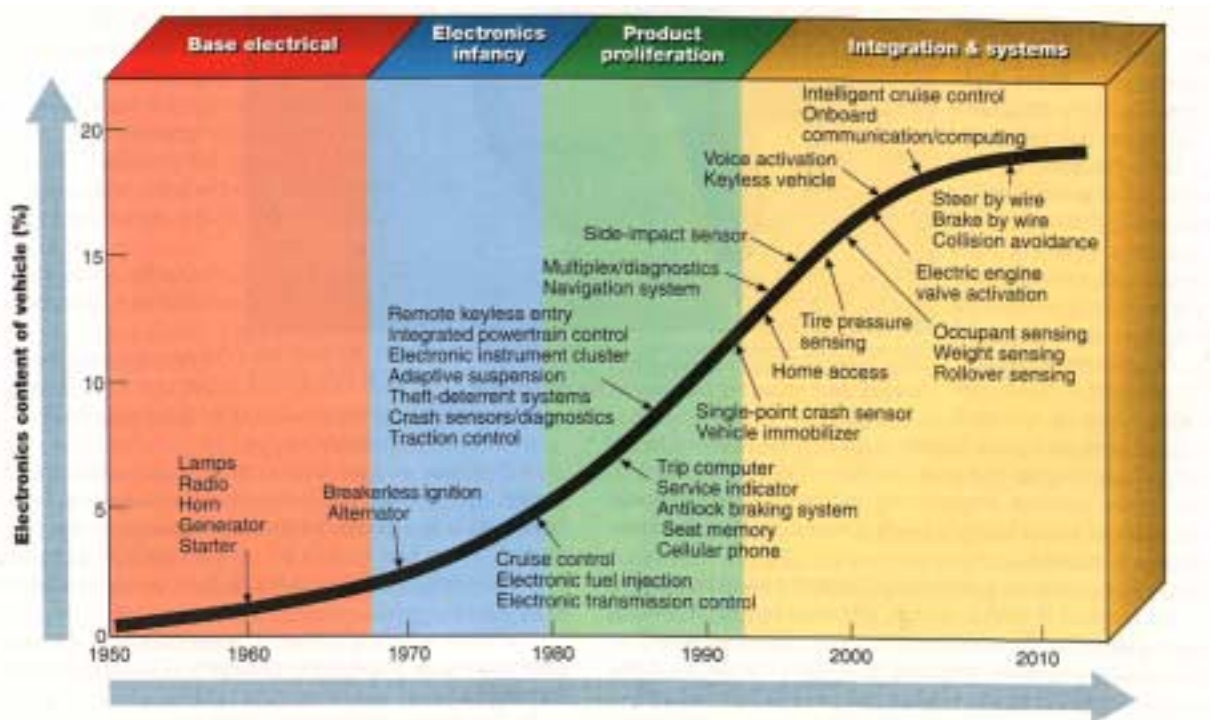 Base electrical
Electronics
infancy
Product
proliferation
Integration & systems
Electronics content of vehicle (%)
20
15
10
5
0
Intelligent cruise control
Onboard
communication/computing
Voice activation
Keyless vehicle
Steer by wire
Brake by wire
Collision avoidance
Side-impact sensor
Electric engine
valve activation
Multiplex/diagnostics
Navigation system
Remote keyless entry
Integrated powertrain control
Electronic instrument cluster
Adaptive suspension
Theft-deterrent systems
Crash sensors/diagnostics
Traction control
Tire pressure
sensing
Occupant sensing
Weight sensing
Rollover sensing
Home access
Single-point crash sensor
Vehicle immobilizer
Lamps
Radio
Horn
Generator
Starter
Breakerless ignition
Alternator
Trip computer
Service indicator
Antilock braking system
Seat memory
Cellular phone
Cruise control
Electronic fuel injection
Electronic transmission control
1950
1960
1970
1980
1990
2000
2010